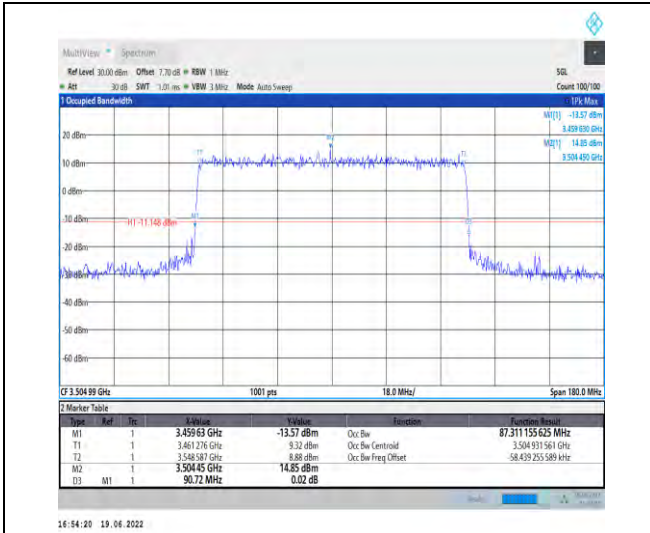 MultiView Spectrum
Ref Level 30.00 dBm Offset 7.70 dB RBW 1 MHz SGL
Att 30 dB SWT 1.01 ms VBW 3 MHz Mode Auto Sweep Count 100/100
1 Occupied Bandwidth 1Pk Max
M1[1] -13.57 dBm
3.459 630 GHz
M2[1] 14.85 dBm
3.504 450 GHz
20 dBm
M2
T1
10 dBm
0 dBm
-10 dBm
M1
H1 -11.148 dBm
-20 dBm
-30 dBm
-40 dBm
-50 dBm
-60 dBm
CF 3.504 99 GHz 1001 pts 18.0 MHz/ Span 180.0 MHz
2 Marker Table
Type Ref Trc X-Value Y-Value Function Function Result
M1 1 3.459 63 GHz -13.57 dBm Occ Bw 87.311 155 625 MHz
T1 1 3.461 276 GHz 9.32 dBm Occ Bw Centroid 3.504 931 561 GHz
T2 1 3.548 587 GHz 8.88 dBm Occ Bw Freq Offset -58.439 255 589 kHz
M2 1 3.504 45 GHz 14.85 dBm
D3 M1 1 90.72 MHz 0.02 dB
16:54:20 19.06.2022